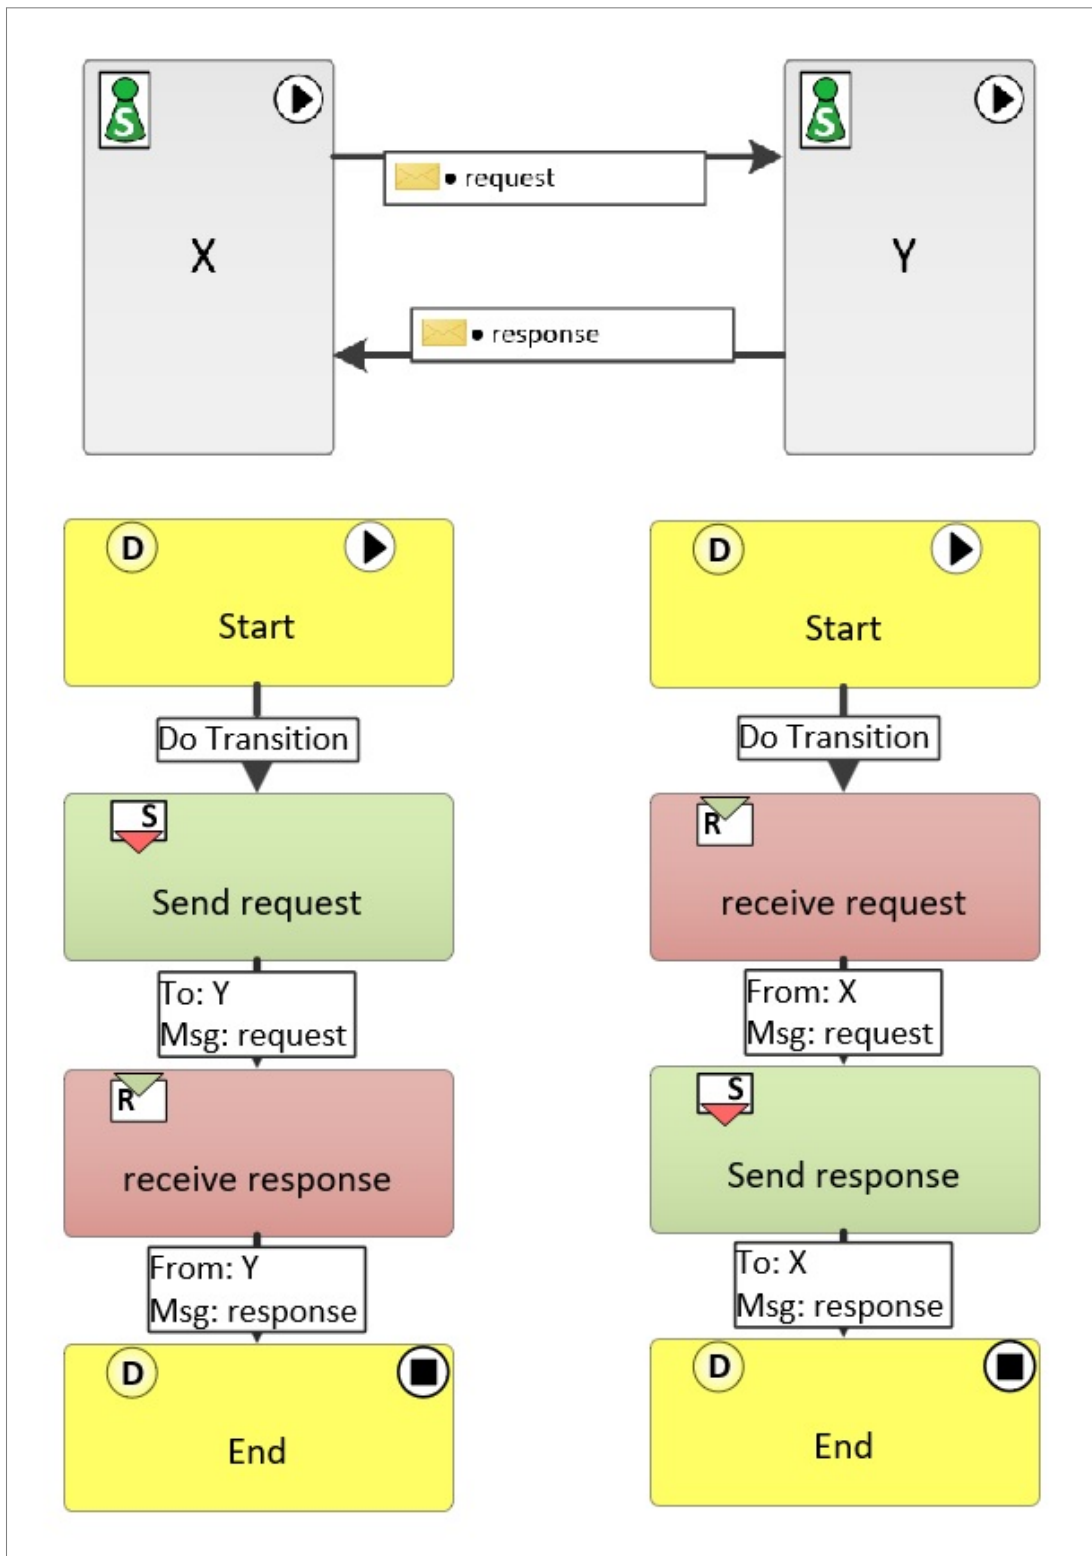 S
S
• request
X
Y
• response
D
Start
Do Transition
S
Send request
To: Y
Msg: request
R
receive response
From: Y
Msg: response
D
End
D
Start
Do Transition
R
receive request
From: X
Msg: request
S
Send response
To: X
Msg: response
D
End